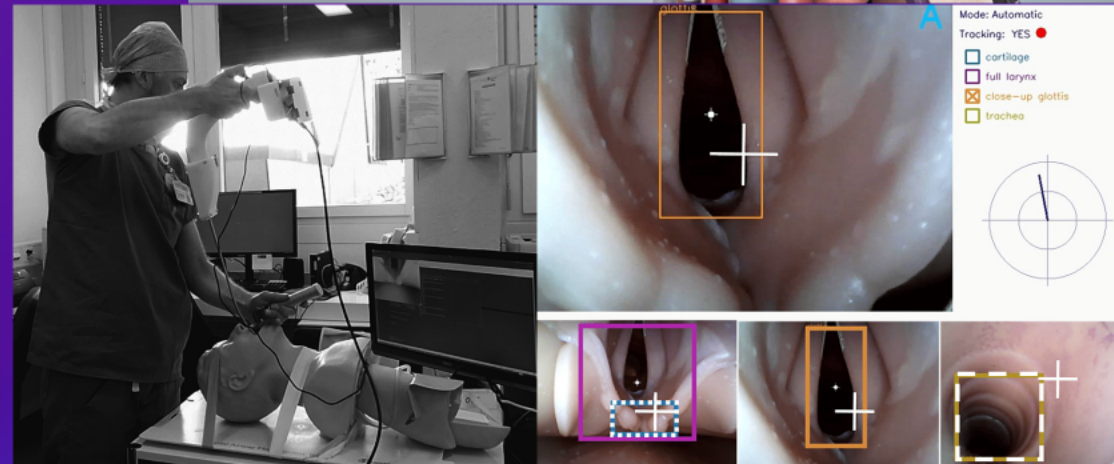 glottis
A
Mode: Automatic
Tracking: YES
cartilage
full larynx
close-up glottis
trachea